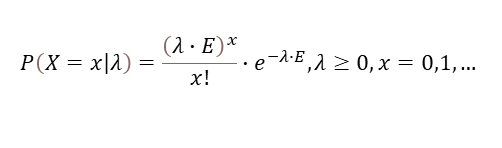 P(X = x|λ) = (λ · E)^x / x! · e^{−λ·E}, λ ≥ 0, x = 0,1, …